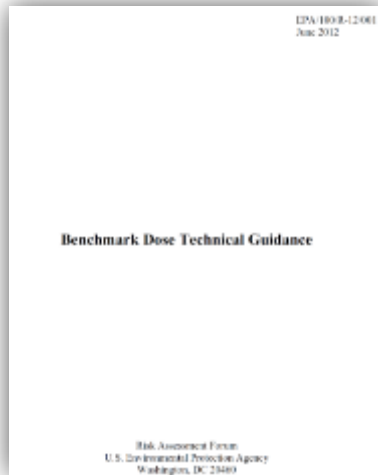 EPA/100/R-12/001
June 2012
Benchmark Dose Technical Guidance
Risk Assessment Forum
U.S. Environmental Protection Agency
Washington, DC 20460